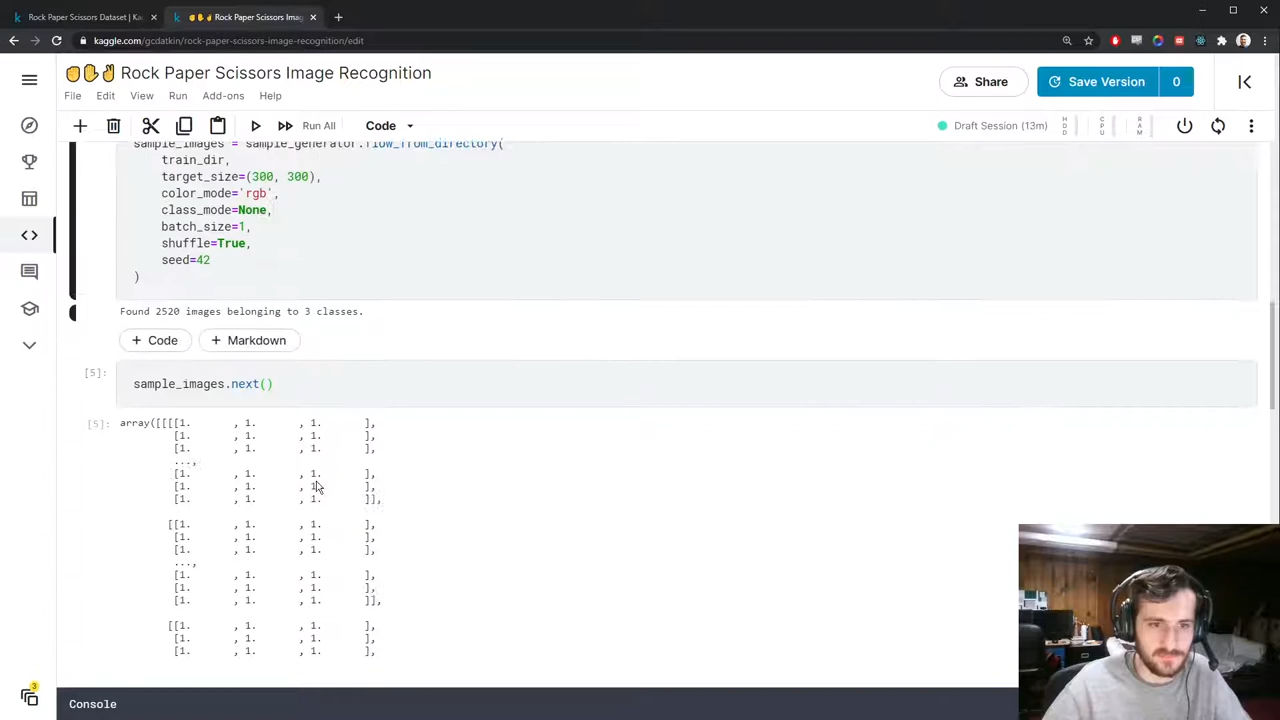 Rock Paper Scissors Dataset | Ka
Rock Paper Scissors Imag
kaggle.com/gcdatkin/rock-paper-scissors-image-recognition/edit
Rock Paper Scissors Image Recognition
Share
Save Version
0
File Edit View Run Add-ons Help
Run All
Code
Draft Session (13m)
HDD
CPU
RAM
sample_images = sample_generator.flow_from_directory(
train_dir,
target_size=(300, 300),
color_mode='rgb',
class_mode=None,
batch_size=1,
shuffle=True,
seed=42
)
Found 2520 images belonging to 3 classes.
+ Code + Markdown
[5]: sample_images.next()
[5]: array([[[[1. , 1. , 1. ],
[1. , 1. , 1. ],
[1. , 1. , 1. ],
...,
[1. , 1. , 1. ],
[1. , 1. , 1. ],
[1. , 1. , 1. ]],
[[1. , 1. , 1. ],
[1. , 1. , 1. ],
[1. , 1. , 1. ],
...,
[1. , 1. , 1. ],
[1. , 1. , 1. ],
[1. , 1. , 1. ]],
[[1. , 1. , 1. ],
[1. , 1. , 1. ],
[1. , 1. , 1. ],
3
Console